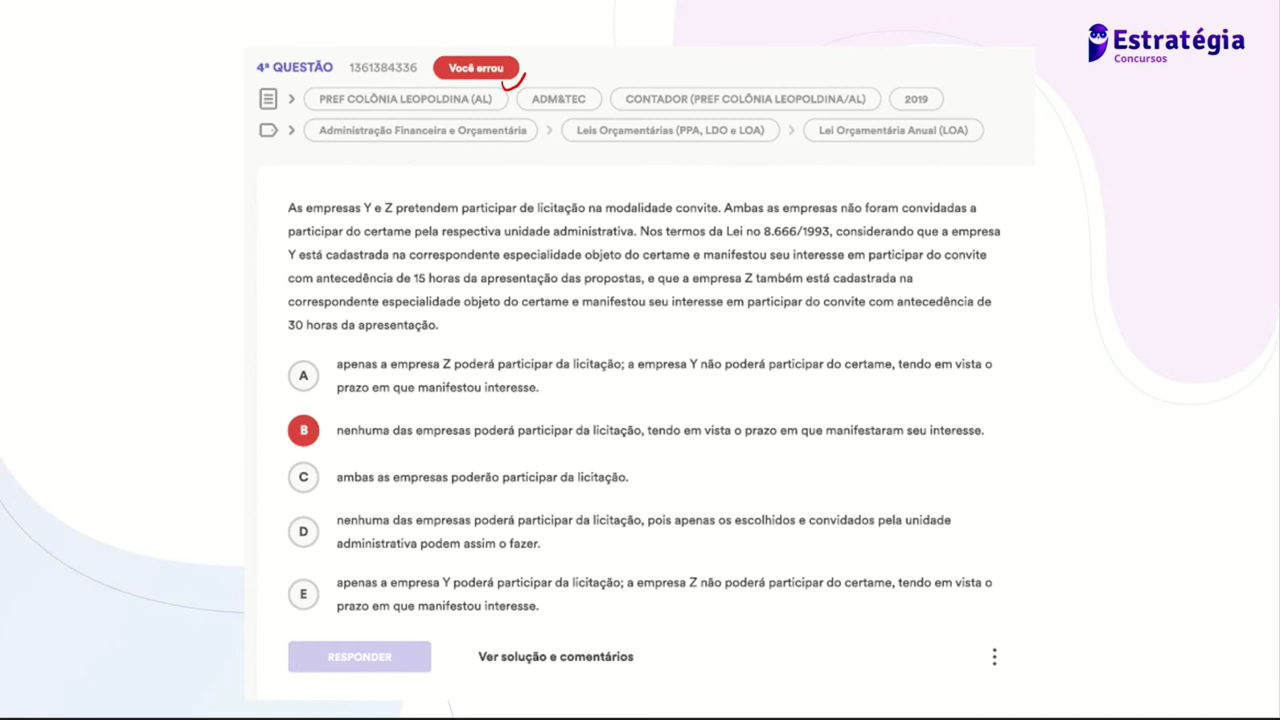 Estratégia
Concursos
4ª QUESTÃO 1361384336 Você errou
PREF COLÔNIA LEOPOLDINA (AL) ADM&TEC CONTADOR (PREF COLÔNIA LEOPOLDINA/AL) 2019
Administração Financeira e Orçamentária Leis Orçamentárias (PPA, LDO e LOA) Lei Orçamentária Anual (LOA)
As empresas Y e Z pretendem participar de licitação na modalidade convite. Ambas as empresas não foram convidadas a
participar do certame pela respectiva unidade administrativa. Nos termos da Lei no 8.666/1993, considerando que a empresa
Y está cadastrada na correspondente especialidade objeto do certame e manifestou seu interesse em participar do convite
com antecedência de 15 horas da apresentação das propostas, e que a empresa Z também está cadastrada na
correspondente especialidade objeto do certame e manifestou seu interesse em participar do convite com antecedência de
30 horas da apresentação.
A apenas a empresa Z poderá participar da licitação; a empresa Y não poderá participar do certame, tendo em vista o
prazo em que manifestou interesse.
B nenhuma das empresas poderá participar da licitação, tendo em vista o prazo em que manifestaram seu interesse.
C ambas as empresas poderão participar da licitação.
D nenhuma das empresas poderá participar da licitação, pois apenas os escolhidos e convidados pela unidade
administrativa podem assim o fazer.
E apenas a empresa Y poderá participar da licitação; a empresa Z não poderá participar do certame, tendo em vista o
prazo em que manifestou interesse.
RESPONDER Ver solução e comentários